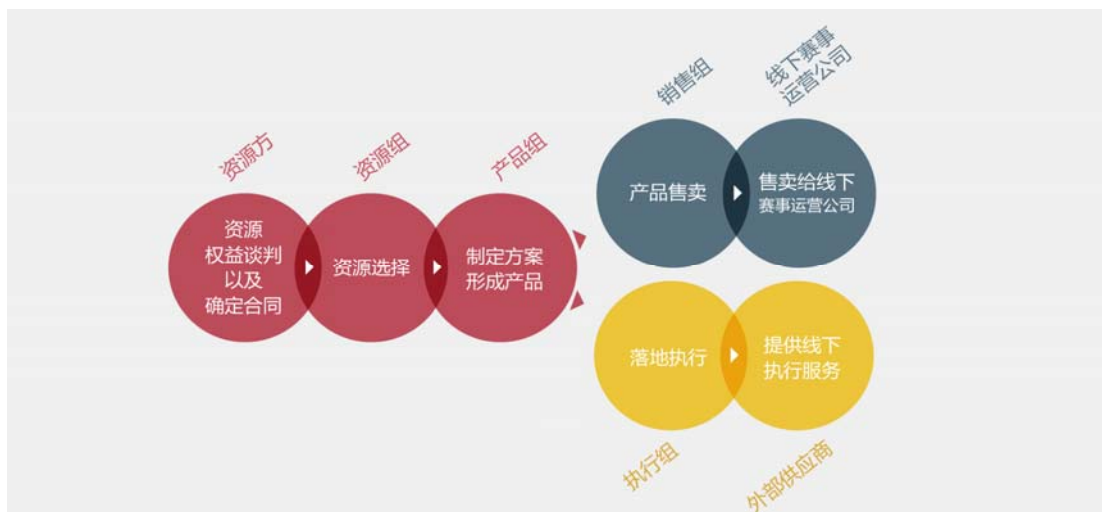 资源方
资源
权益谈判
以及
确定合同
资源组
资源选择
产品组
制定方案
形成产品
销售组
产品售卖
线下赛事
运营公司
售卖给线下
赛事运营公司
落地执行
执行组
提供线下
执行服务
外部供应商